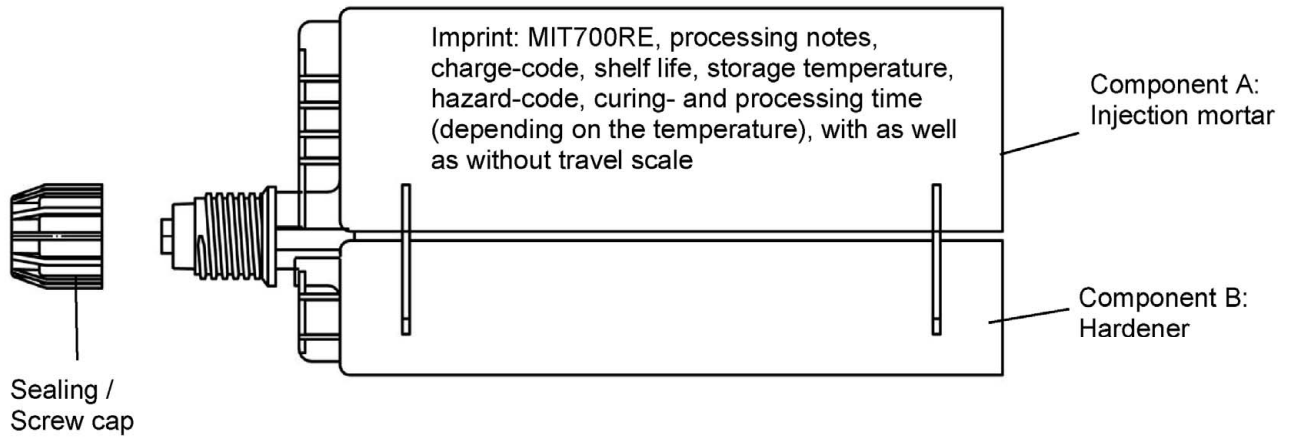 Imprint: MIT700RE, processing notes,
charge-code, shelf life, storage temperature,
hazard-code, curing- and processing time
(depending on the temperature), with as well
as without travel scale
Component A:
Injection mortar
Component B:
Hardener
Sealing /
Screw cap